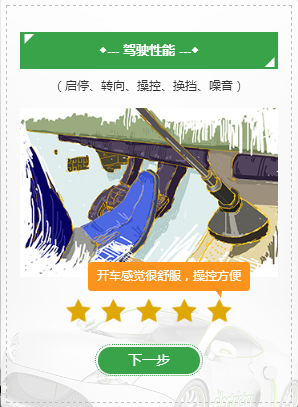 ◆--- 驾驶性能 ---◆
（启停、转向、操控、换挡、噪音）
开车感觉很舒服，操控方便
下一步